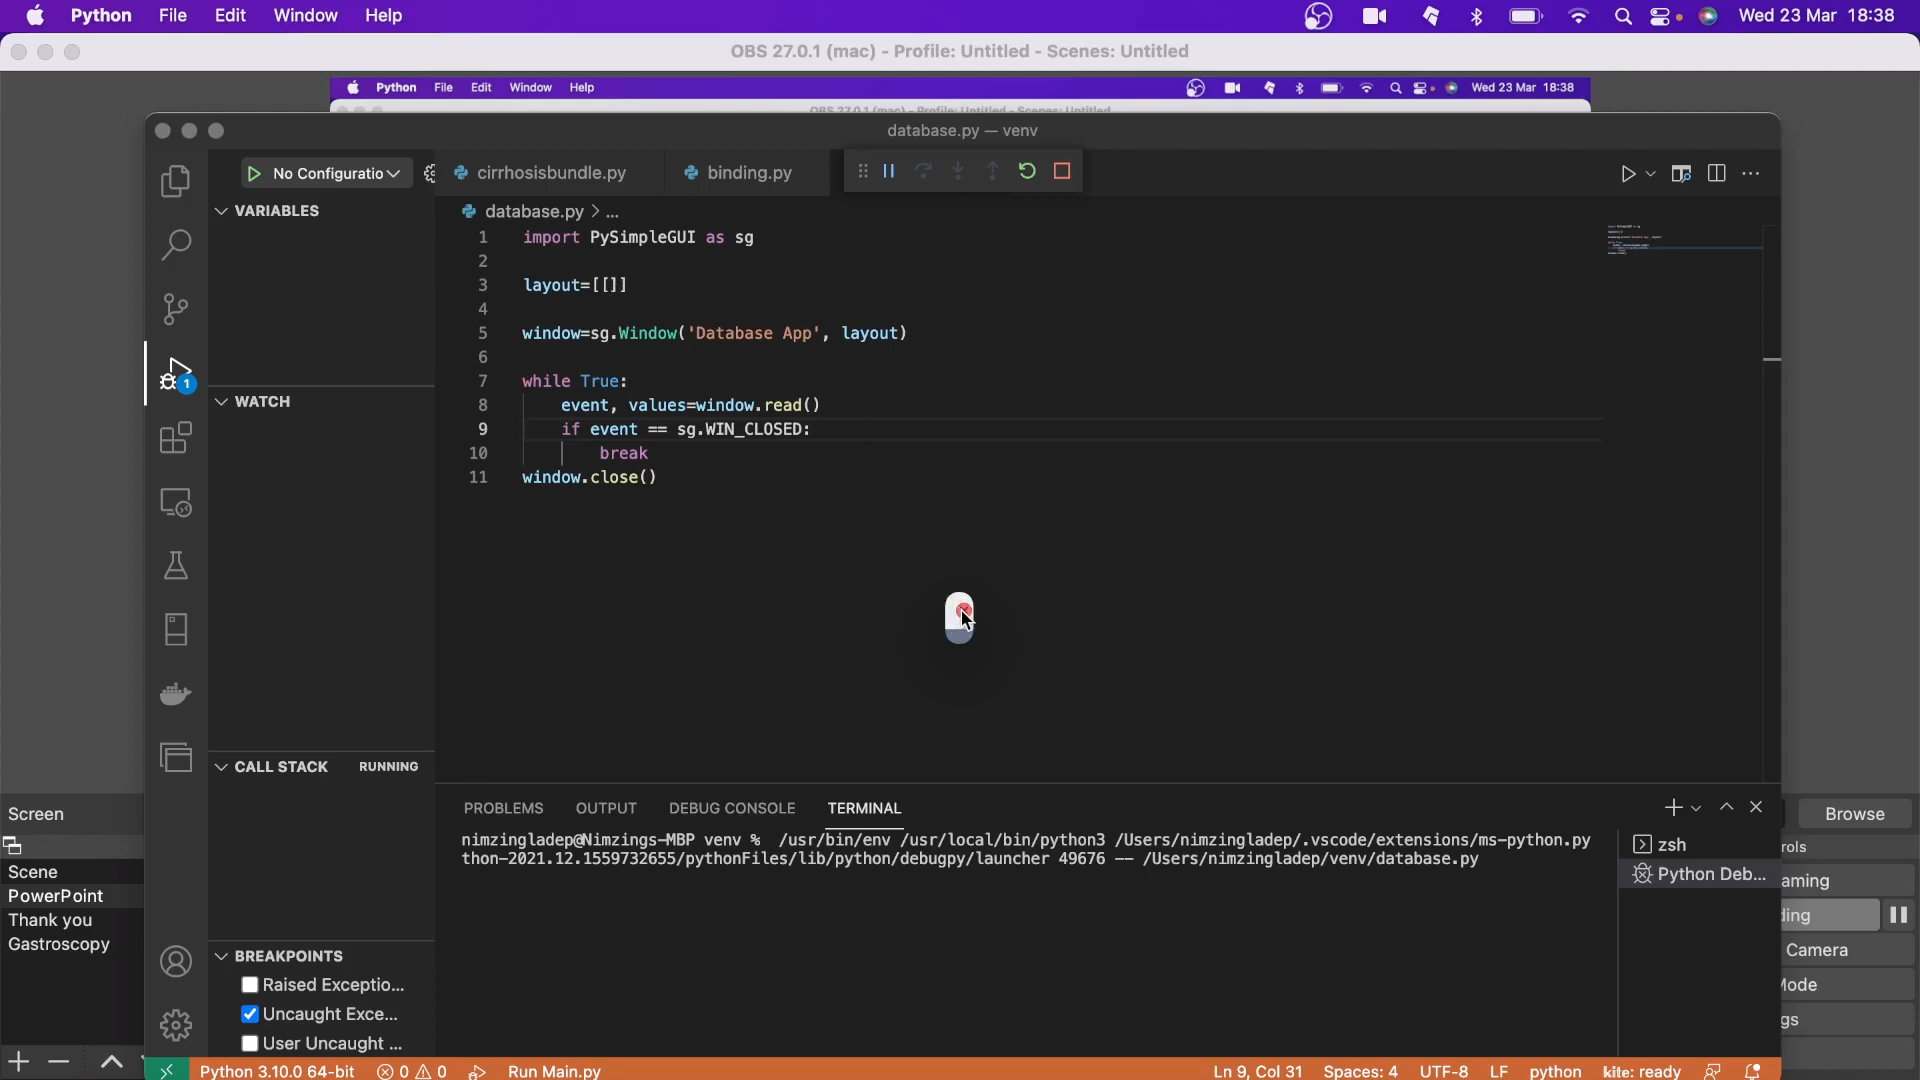 Python File Edit Window Help Wed 23 Mar 18:38
OBS 27.0.1 (mac) - Profile: Untitled - Scenes: Untitled
Python File Edit Window Help Wed 23 Mar 18:38
OBS 27.0.1 (mac) - Profile: Untitled - Scenes: Untitled
database.py — venv
No Configuratio cirrhosisbundle.py binding.py
VARIABLES
database.py > ...
1 import PySimpleGUI as sg
2
3 layout=[[]]
4
5 window=sg.Window('Database App', layout)
6
7 while True:
8 event, values=window.read()
9 if event == sg.WIN_CLOSED:
10 break
11 window.close()
1
WATCH
CALL STACK RUNNING
PROBLEMS OUTPUT DEBUG CONSOLE TERMINAL
nimzingladep@Nimzings-MBP venv % /usr/bin/env /usr/local/bin/python3 /Users/nimzingladep/.vscode/extensions/ms-python.py
thon-2021.12.1559732655/pythonFiles/lib/python/debugpy/launcher 49676 -- /Users/nimzingladep/venv/database.py
zsh
Python Deb...
BREAKPOINTS
Raised Exceptio...
Uncaught Exce...
User Uncaught ...
Screen
Scene
PowerPoint
Thank you
Gastroscopy
Browse
rols
aming
ding
Camera
Mode
gs
Python 3.10.0 64-bit 0 0 Run Main.py Ln 9, Col 31 Spaces: 4 UTF-8 LF python kite: ready